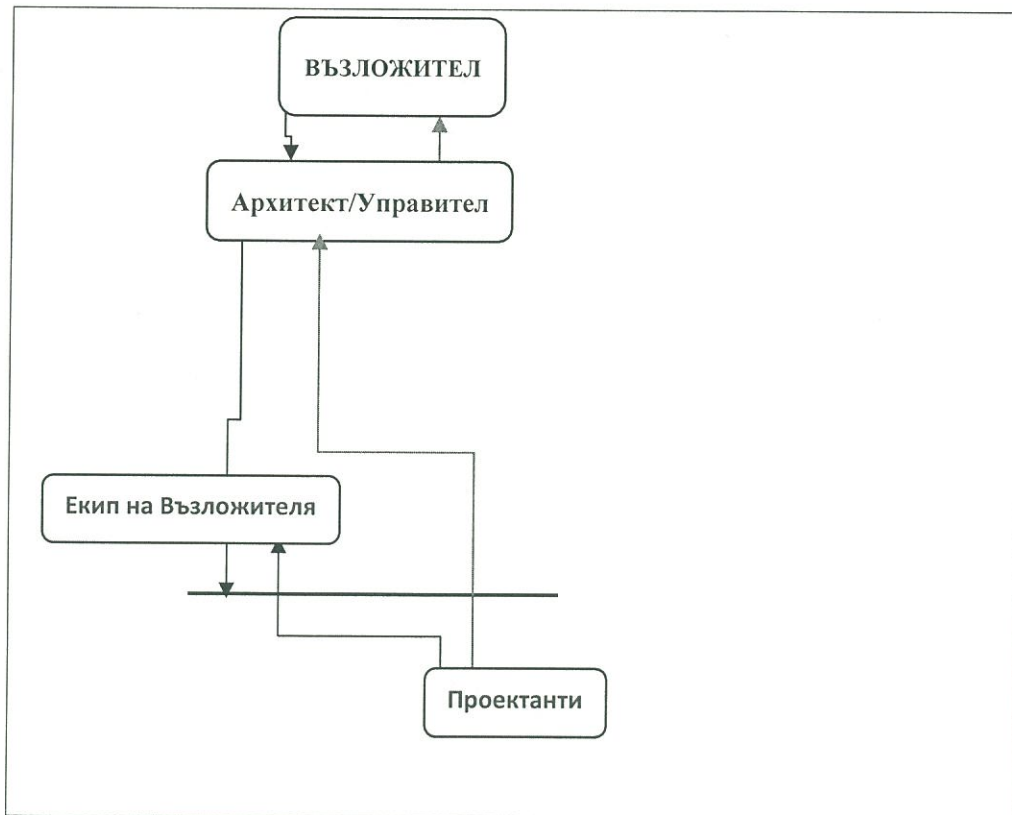 ВЪЗЛОЖИТЕЛ
Архитект/Управител
Екип на Възложителя
Проектанти